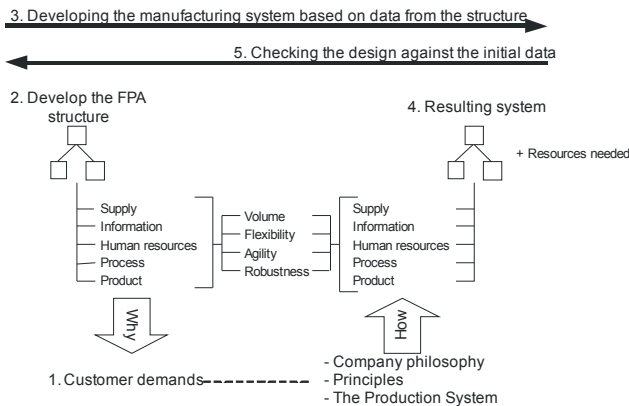 3. Developing the manufacturing system based on data from the structure
5. Checking the design against the initial data
2. Develop the FPA
structure
4. Resulting system
+ Resources needed
Supply
Information
Human resources
Process
Product
Volume
Flexibility
Agility
Robustness
Supply
Information
Human resources
Process
Product
Why
How
1. Customer demands
- Company philosophy
- Principles
- The Production System